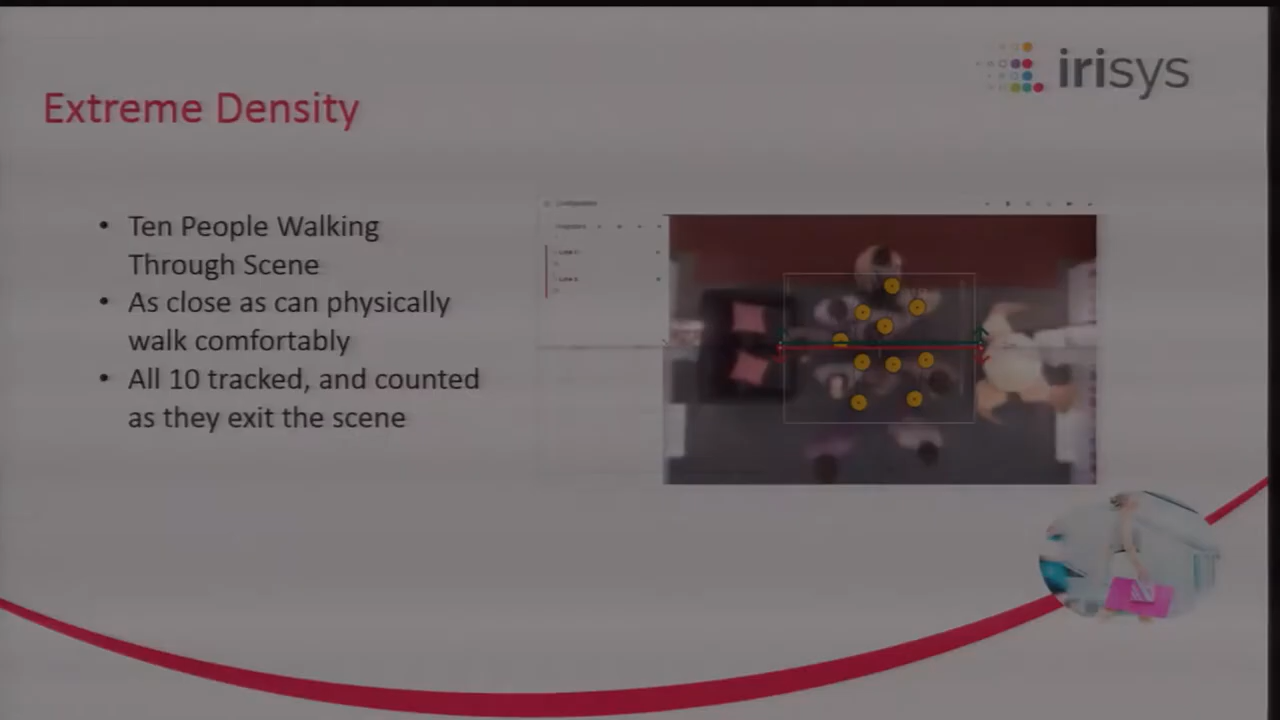 irisys
Extreme Density
• Ten People Walking
Through Scene
• As close as can physically
walk comfortably
• All 10 tracked, and counted
as they exit the scene